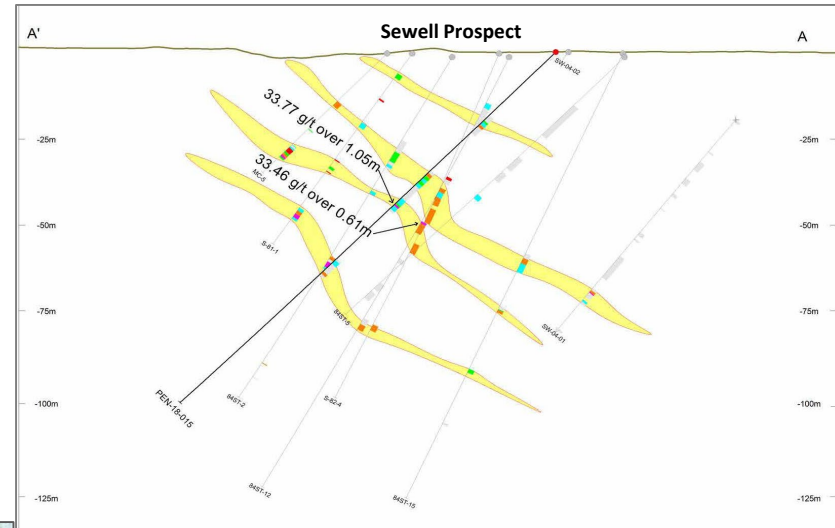 Sewell Prospect
A'
A
SW-04-02
33.77 g/t over 1.05m
33.46 g/t over 0.61m
-25m
-25m
MC-5
-50m
-50m
S-81-1
-75m
-75m
84ST-5
SW-04-01
PEN-18-015
84ST-2
S-82-4
-100m
-100m
84ST-12
84ST-15
-125m
-125m